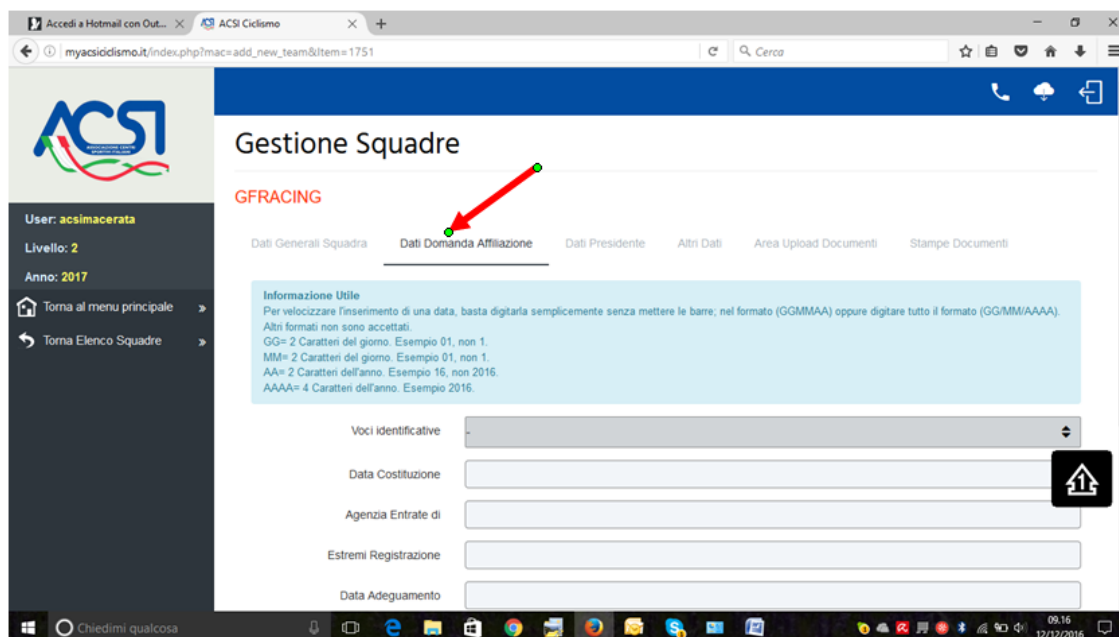 Accedi a Hotmail con Out...
ACSI Ciclismo
myacsiciclismo.it/index.php?mac=add_new_team&Item=1751
Cerca
ACSI
ASSOCIAZIONE CENTRI
SPORTIVI ITALIANI
Gestione Squadre
GFRACING
User: acsimacerata
Livello: 2
Anno: 2017
Torna al menu principale »
Torna Elenco Squadre »
Dati Generali Squadra Dati Domanda Affiliazione Dati Presidente Altri Dati Area Upload Documenti Stampe Documenti
Informazione Utile
Per velocizzare l'inserimento di una data, basta digitarla semplicemente senza mettere le barre; nel formato (GGMMAA) oppure digitare tutto il formato (GG/MM/AAAA).
Altri formati non sono accettati.
GG= 2 Caratteri del giorno. Esempio 01, non 1.
MM= 2 Caratteri del giorno. Esempio 01, non 1.
AA= 2 Caratteri dell'anno. Esempio 16, non 2016.
AAAA= 4 Caratteri dell'anno. Esempio 2016.
Voci identificative -
Data Costituzione
Agenzia Entrate di
Estremi Registrazione
Data Adeguamento
1
Chiedimi qualcosa
09.16
12/12/2016